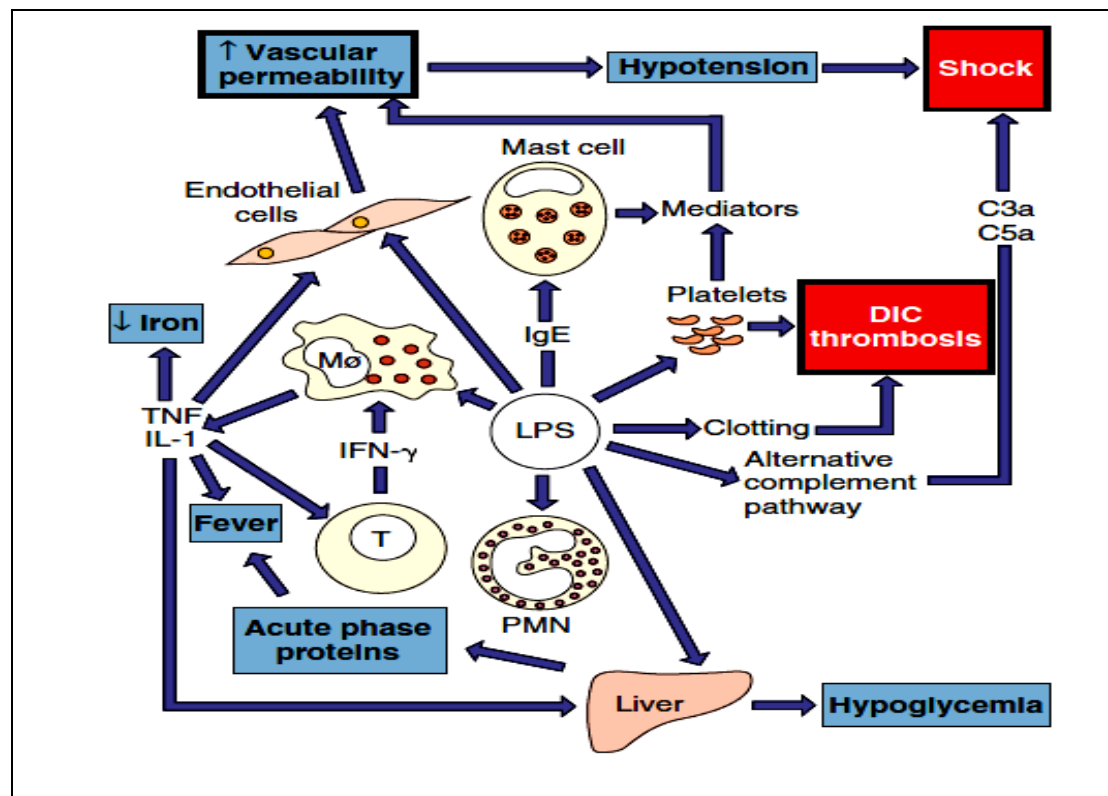 ↑ Vascular
permeability
Hypotension
Shock
Mast cell
Endothelial
cells
Mediators
C3a
C5a
↓ Iron
Platelets
DIC
thrombosis
IgE
Mø
TNF
IL-1
LPS
Clotting
IFN-γ
Alternative
complement
pathway
Fever
T
PMN
Acute phase
proteins
Liver
Hypoglycemia